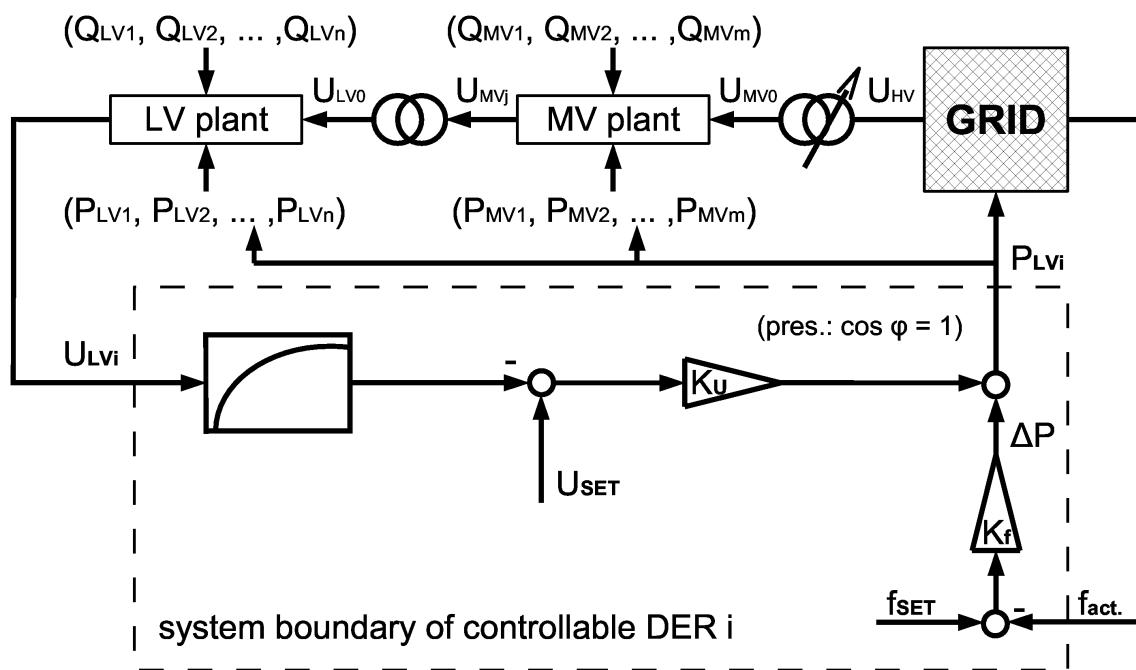 (QLV1, QLV2, ... ,QLVn)
(QMV1, QMV2, ... ,QMVm)
ULV0
UMVj
UMV0
UHV
LV plant
MV plant
GRID
(PLV1, PLV2, ... ,PLVn)
(PMV1, PMV2, ... ,PMVm)
PLVi
(pres.: cos φ = 1)
ULVi
-
KU
ΔP
USET
Kf
fSET
-
fact.
system boundary of controllable DER i